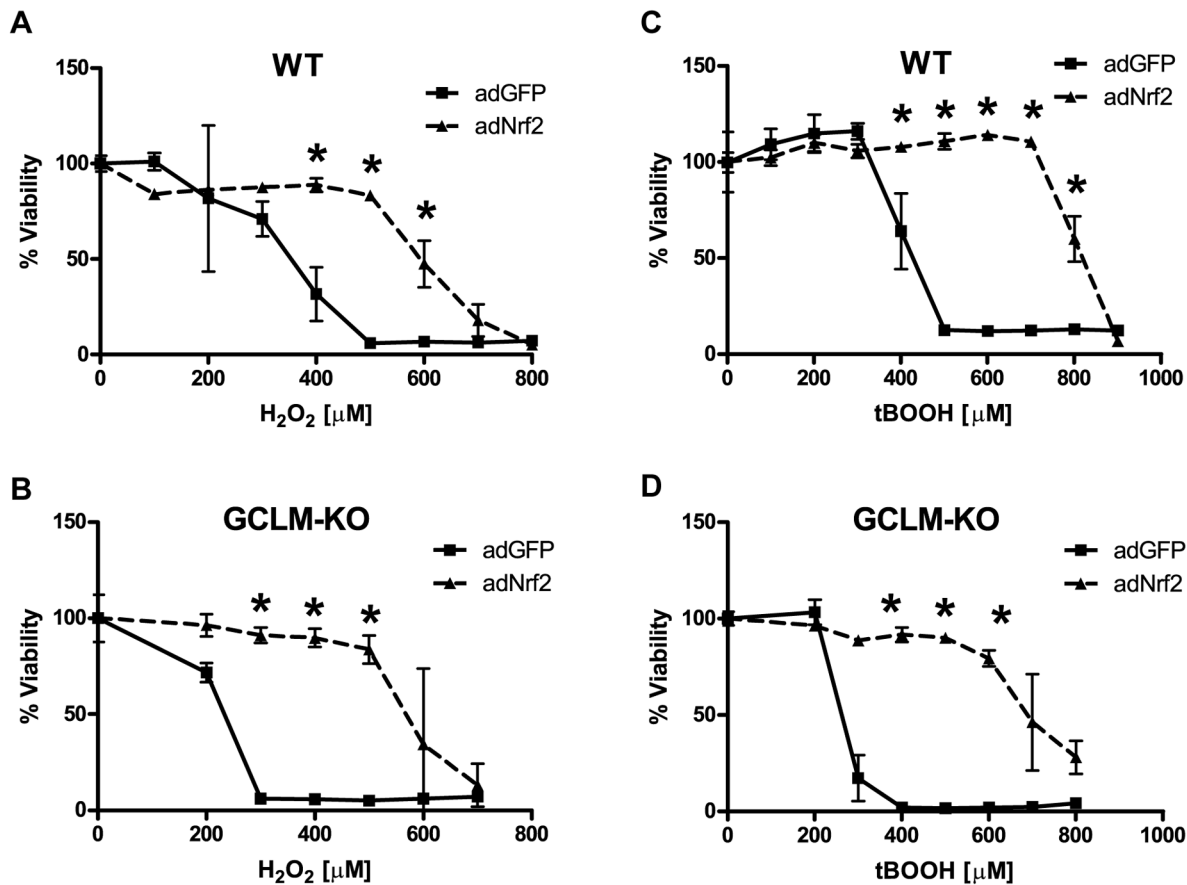 A
WT
adGFP
adNrf2
150
100
50
0
% Viability
* * *
0 200 400 600 800
H₂O₂ [μM]
C
WT
adGFP
adNrf2
150
100
50
0
% Viability
* * * * *
0 200 400 600 800 1000
tBOOH [μM]
B
GCLM-KO
adGFP
adNrf2
150
100
50
0
% Viability
* * *
0 200 400 600 800
H₂O₂ [μM]
D
GCLM-KO
adGFP
adNrf2
150
100
50
0
% Viability
* * *
0 200 400 600 800 1000
tBOOH [μM]